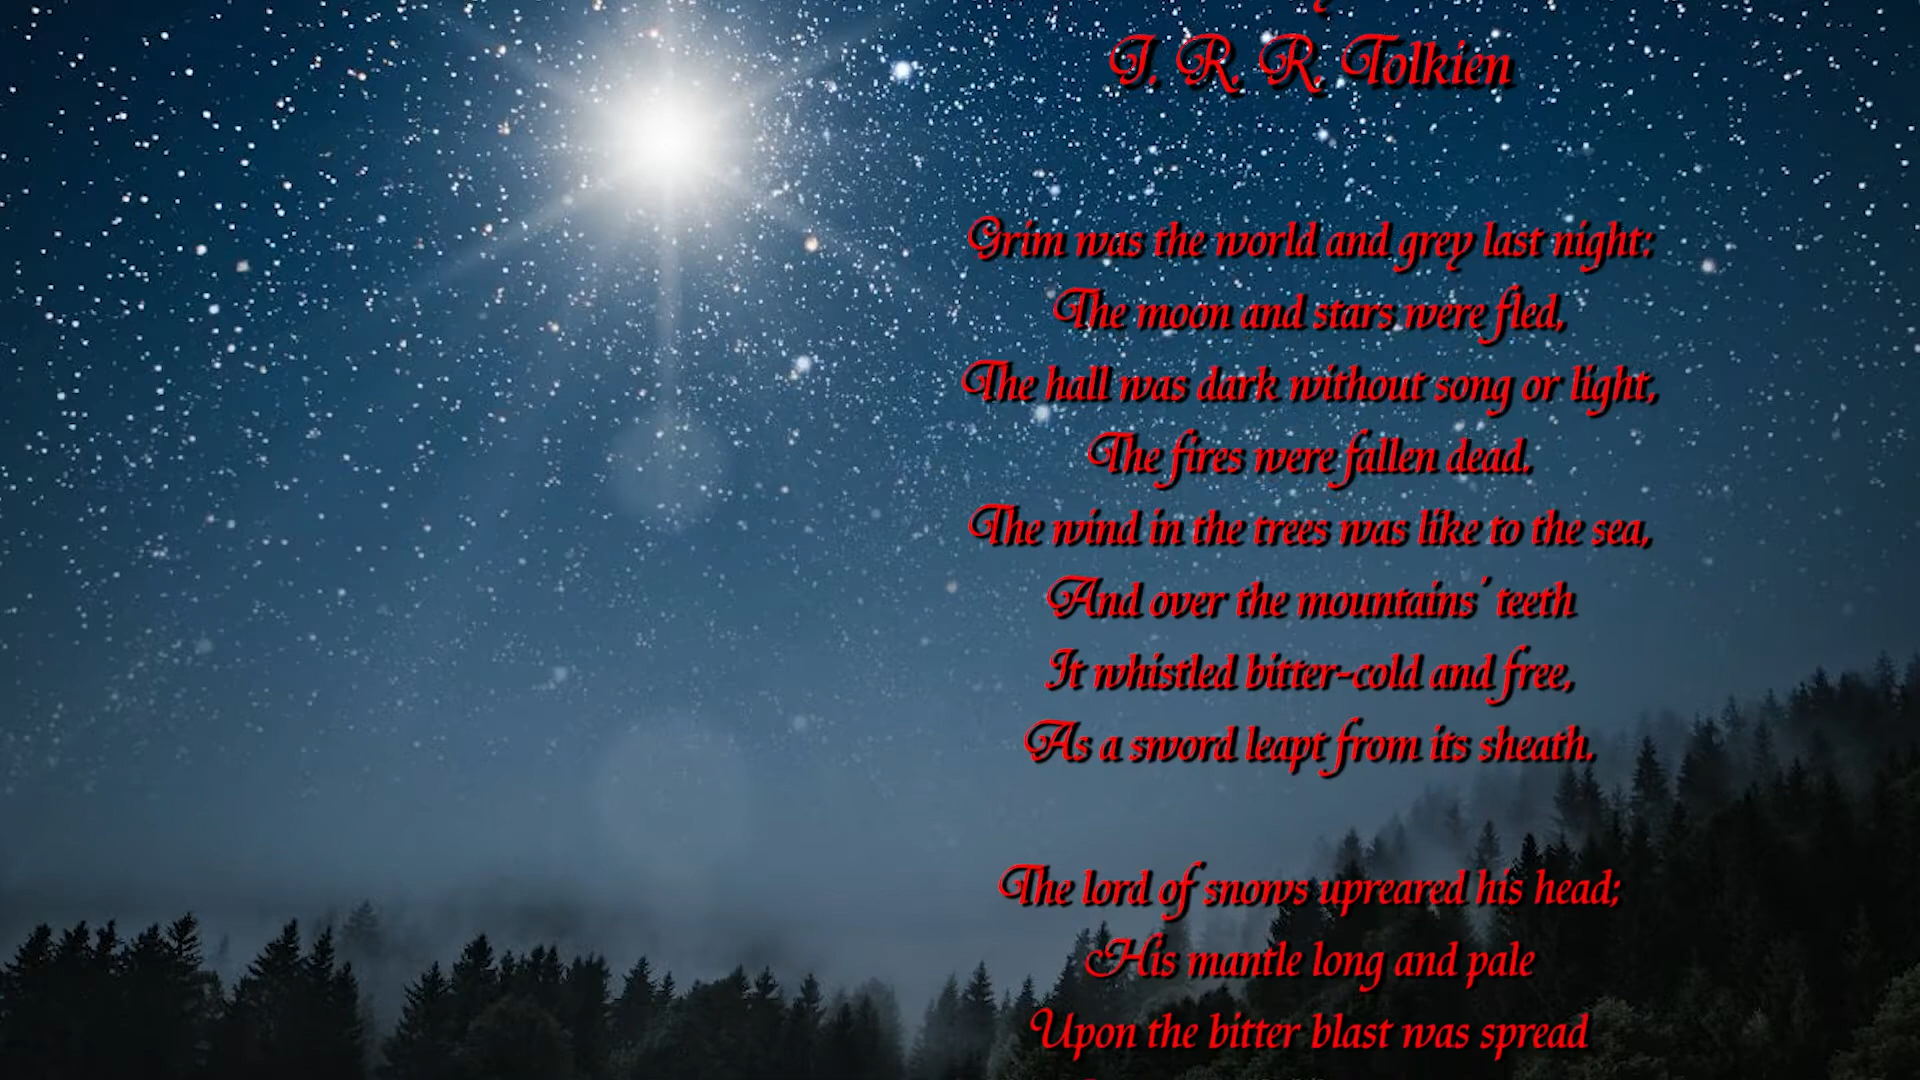 J. R. R. Tolkien
Grim was the world and grey last night:
The moon and stars were fled,
The hall was dark without song or light,
The fires were fallen dead.
The wind in the trees was like to the sea,
And over the mountains' teeth
It whistled bitter-cold and free,
As a sword leapt from its sheath.
The lord of snows upreared his head;
His mantle long and pale
Upon the bitter blast was spread